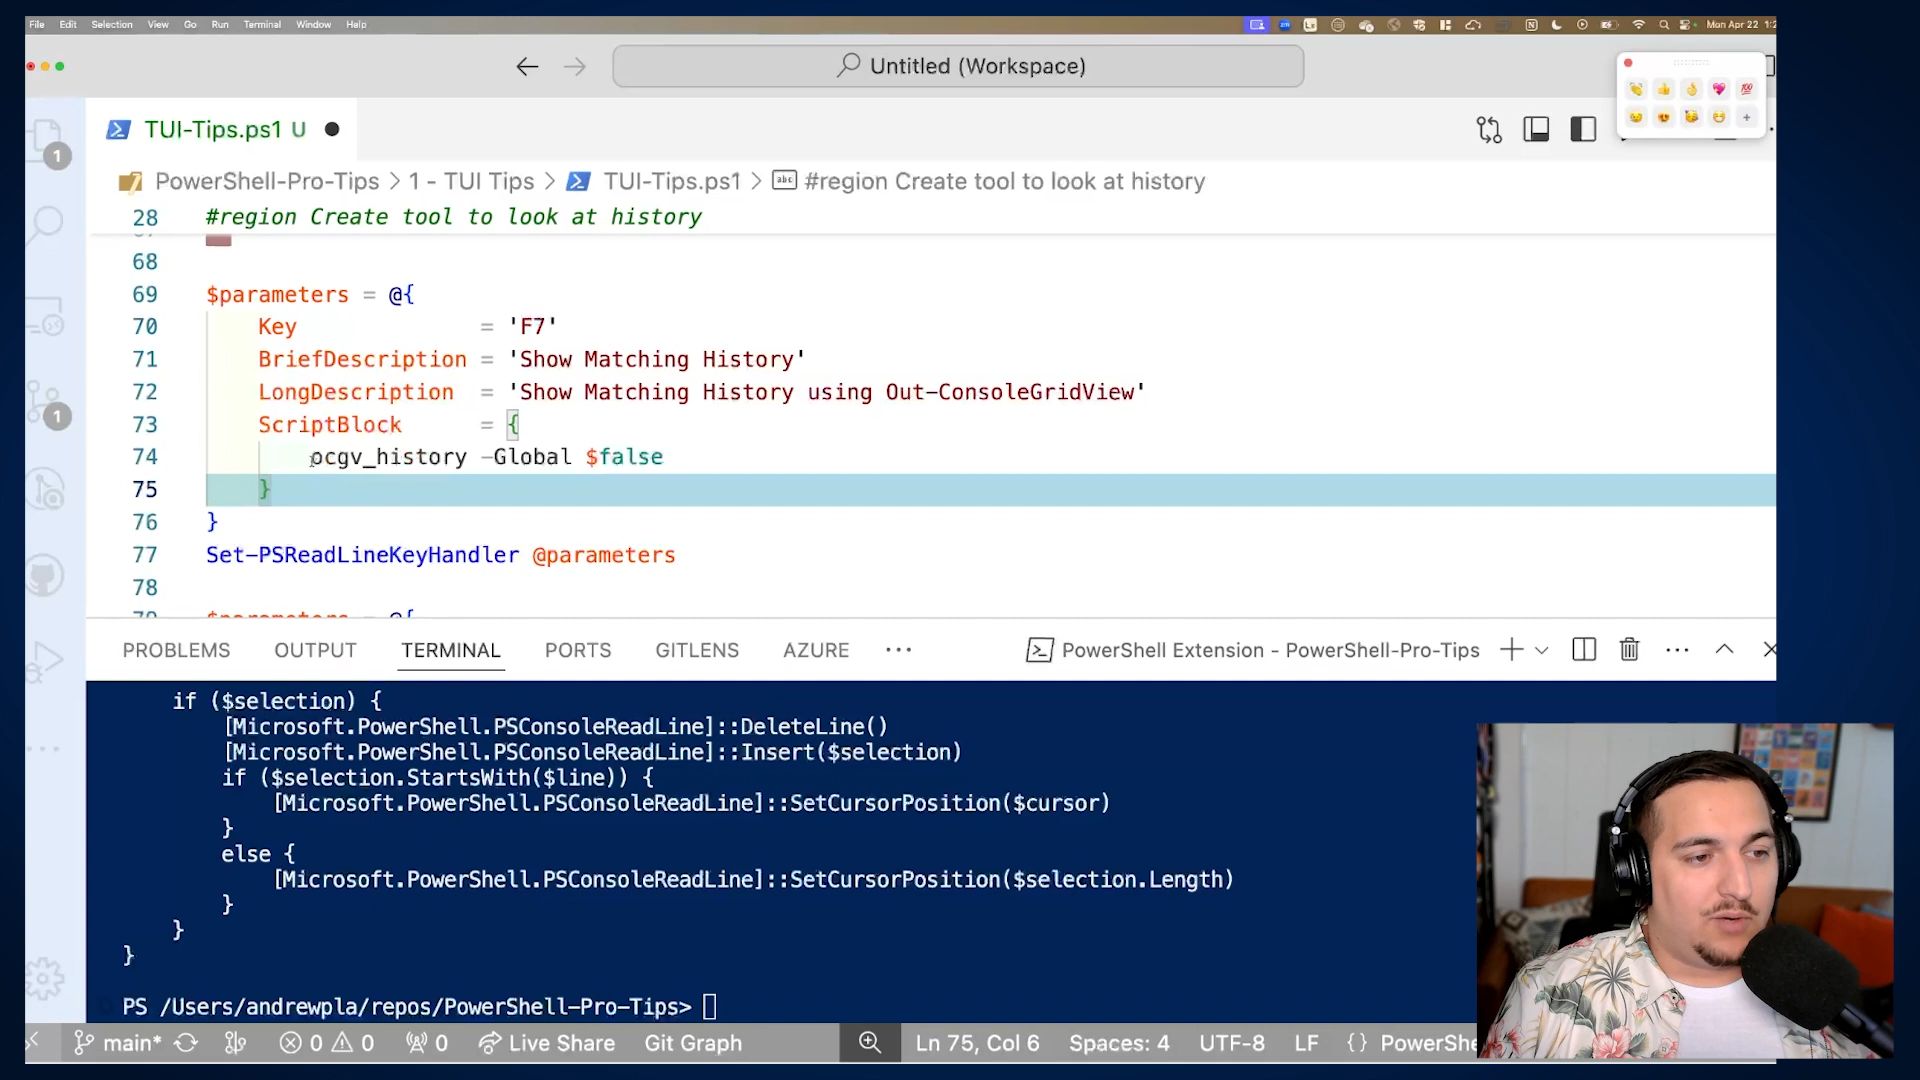 File Edit Selection View Go Run Terminal Window Help
Mon Apr 22
Untitled (Workspace)
TUI-Tips.ps1 U
PowerShell-Pro-Tips > 1 - TUI Tips > TUI-Tips.ps1 > #region Create tool to look at history
28 #region Create tool to look at history
68
69 $parameters = @{
70 Key = 'F7'
71 BriefDescription = 'Show Matching History'
72 LongDescription = 'Show Matching History using Out-ConsoleGridView'
73 ScriptBlock = {
74 ocgv_history -Global $false
75 }
76 }
77 Set-PSReadLineKeyHandler @parameters
78
79 $parameters = @{
1
1
PROBLEMS OUTPUT TERMINAL PORTS GITLENS AZURE ··· PowerShell Extension - PowerShell-Pro-Tips
if ($selection) {
[Microsoft.PowerShell.PSConsoleReadLine]::DeleteLine()
[Microsoft.PowerShell.PSConsoleReadLine]::Insert($selection)
if ($selection.StartsWith($line)) {
[Microsoft.PowerShell.PSConsoleReadLine]::SetCursorPosition($cursor)
}
else {
[Microsoft.PowerShell.PSConsoleReadLine]::SetCursorPosition($selection.Length)
}
}
}
PS /Users/andrewpla/repos/PowerShell-Pro-Tips>
main* 0 0 0 Live Share Git Graph Ln 75, Col 6 Spaces: 4 UTF-8 LF {} PowerShe